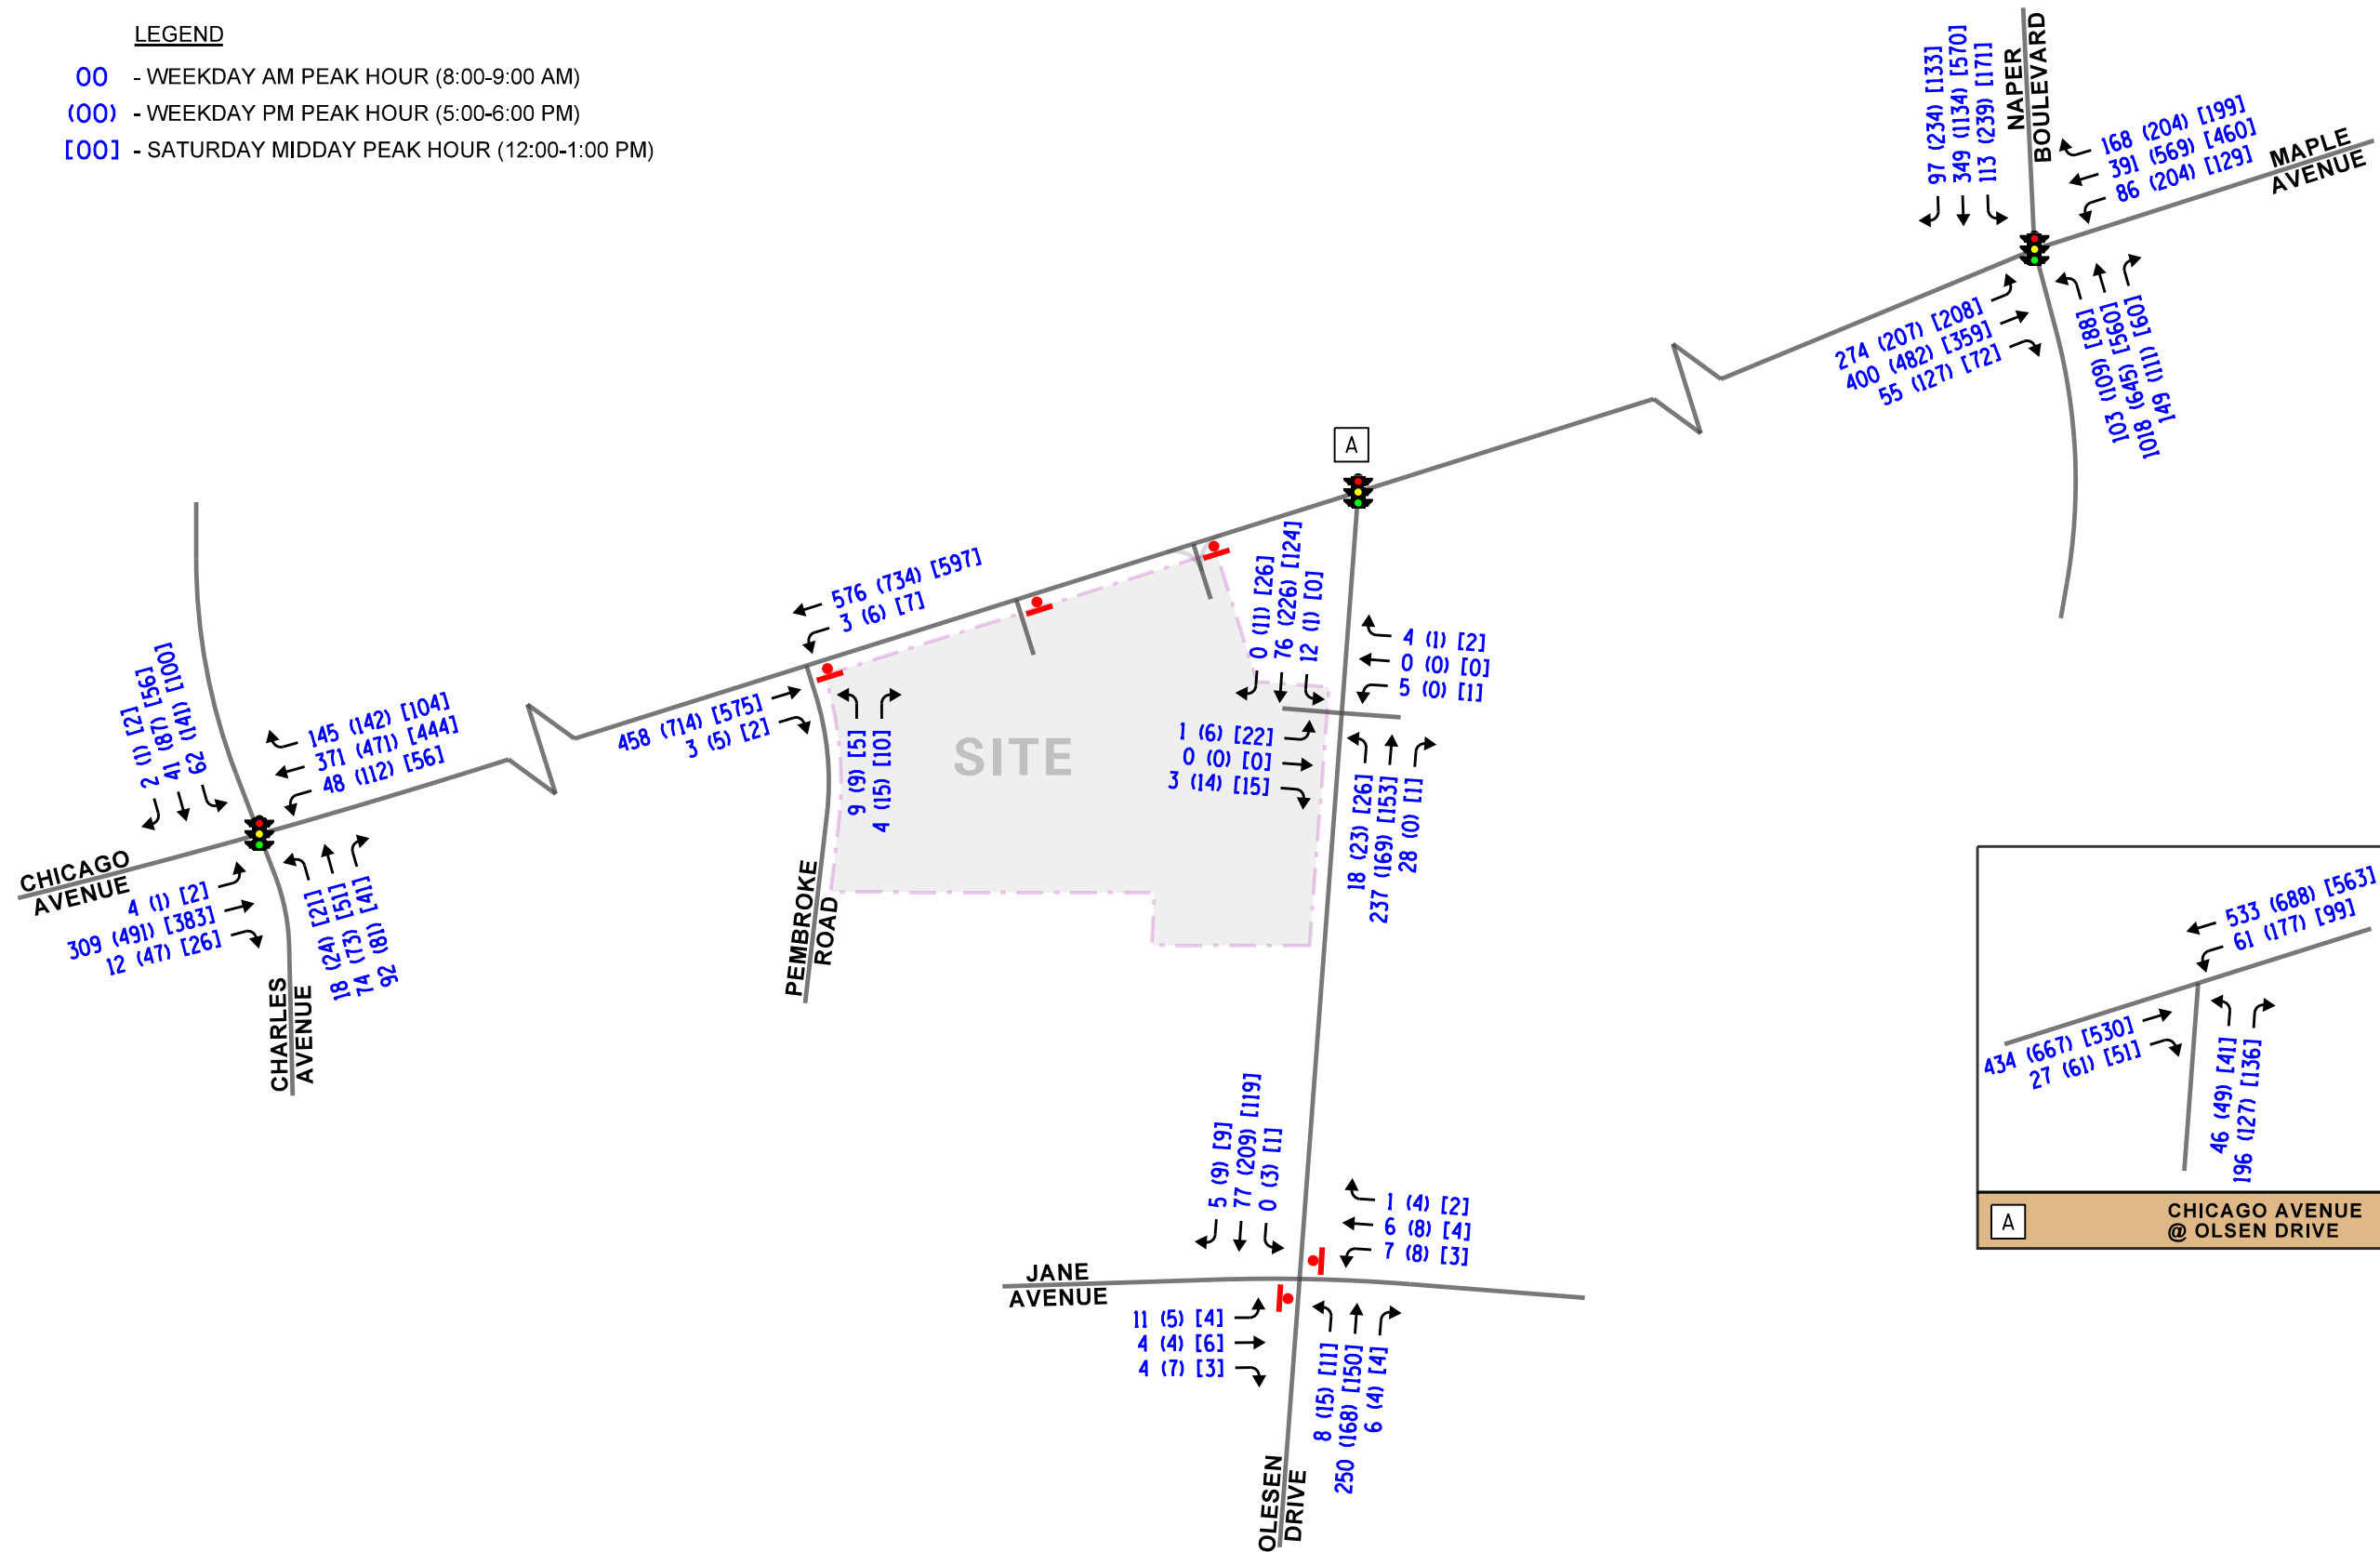 LEGEND
00 - WEEKDAY AM PEAK HOUR (8:00-9:00 AM)
(00) - WEEKDAY PM PEAK HOUR (5:00-6:00 PM)
[00] - SATURDAY MIDDAY PEAK HOUR (12:00-1:00 PM)
97 (234) [133]
349 (1134) [570]
113 (239) [171]
NAPER
BOULEVARD
168 (204) [199]
391 (569) [460]
86 (204) [129]
MAPLE
AVENUE
274 (207) [208]
400 (482) [359]
55 (127) [72]
103 (109) [88]
1018 (645) [560]
149 (111) [60]
A
576 (734) [597]
3 (6) [7]
458 (714) [575]
3 (5) [2]
9 (9) [5]
4 (15) [10]
PEMBROKE
ROAD
SITE
0 (11) [26]
76 (226) [124]
12 (1) [0]
4 (1) [2]
0 (0) [0]
5 (0) [1]
1 (6) [22]
0 (0) [0]
3 (14) [15]
18 (23) [26]
237 (169) [153]
28 (0) [1]
2 (1) [2]
41 (87) [56]
62 (141) [100]
145 (142) [104]
371 (471) [444]
48 (112) [56]
CHICAGO
AVENUE
4 (1) [2]
309 (491) [383]
12 (47) [26]
18 (24) [21]
74 (73) [51]
92 (81) [41]
CHARLES
AVENUE
5 (9) [9]
77 (209) [119]
0 (3) [1]
1 (4) [2]
6 (8) [4]
7 (8) [3]
JANE
AVENUE
11 (5) [4]
4 (4) [6]
4 (7) [3]
8 (15) [11]
250 (168) [150]
6 (4) [4]
OLESEN
DRIVE
533 (688) [563]
61 (177) [99]
434 (667) [530]
27 (61) [51]
46 (49) [41]
196 (127) [136]
A
CHICAGO AVENUE
@ OLSEN DRIVE